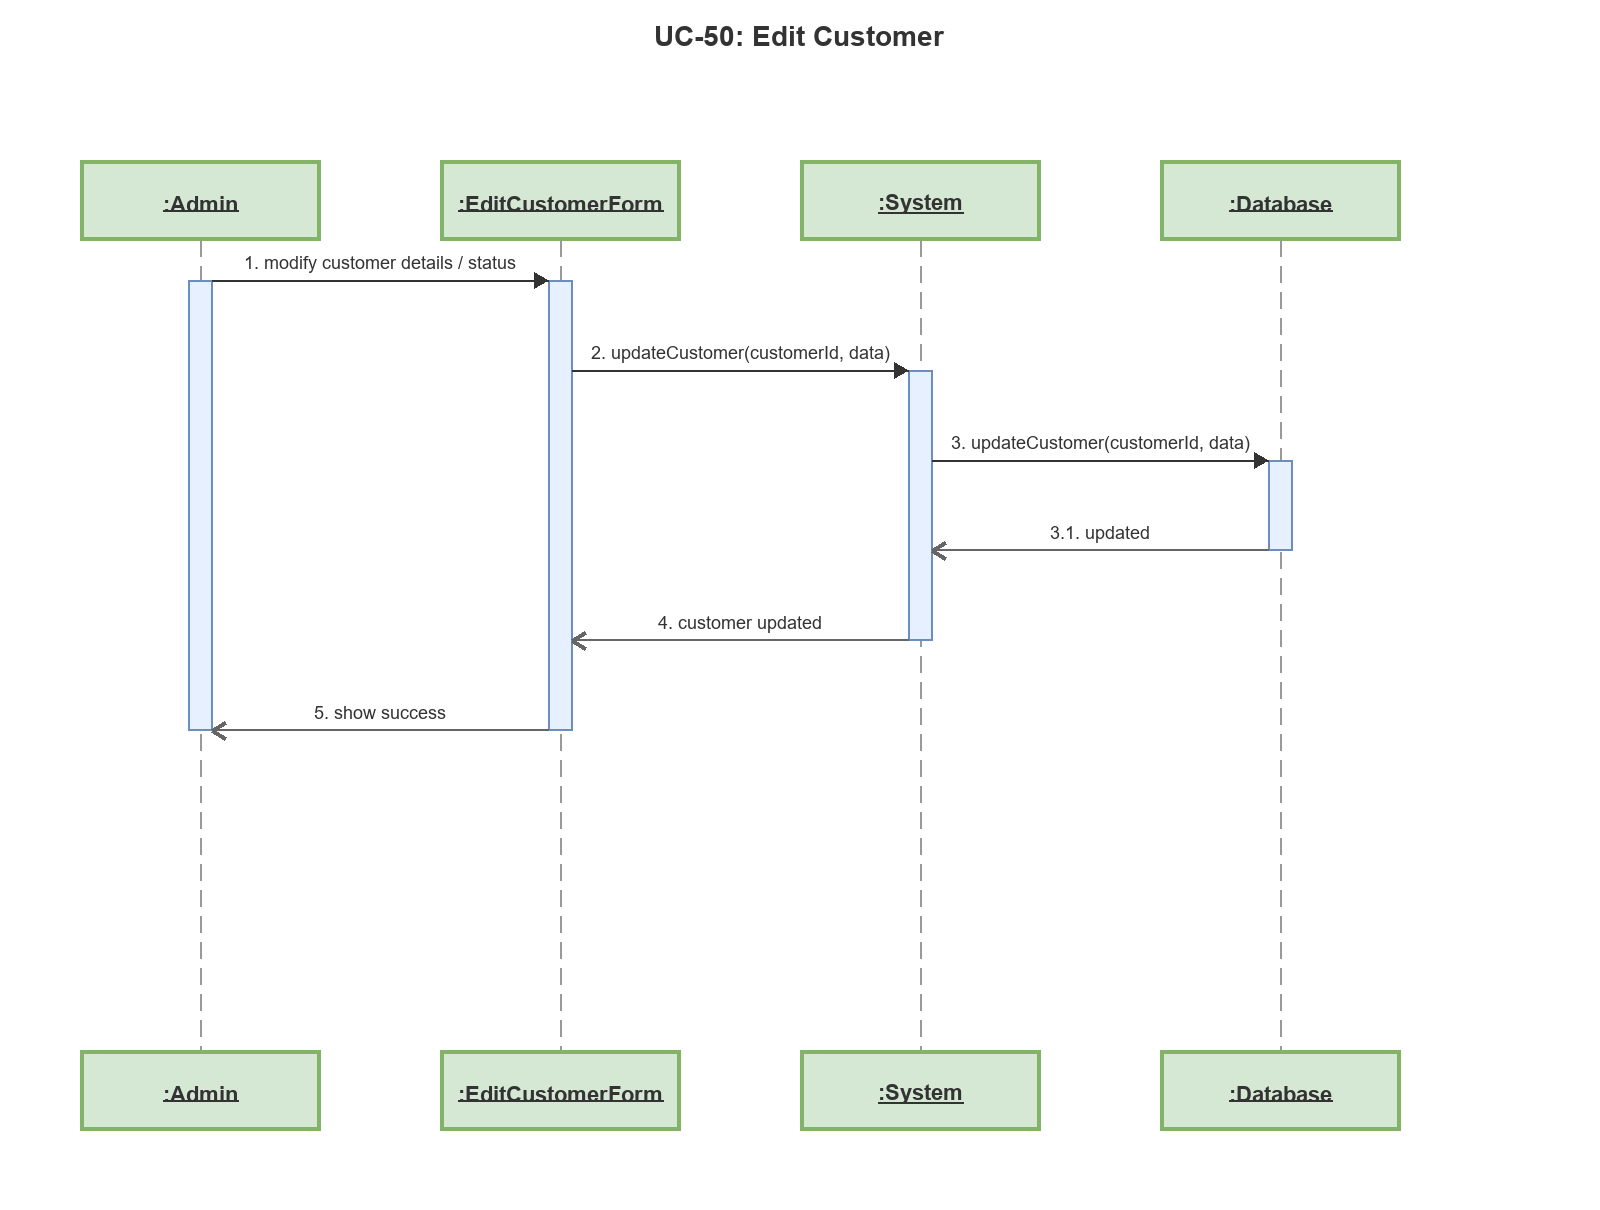 UC-50: Edit Customer
:Admin
:EditCustomerForm
:System
:Database
1. modify customer details / status
2. updateCustomer(customerId, data)
3. updateCustomer(customerId, data)
3.1. updated
4. customer updated
5. show success
:Admin
:EditCustomerForm
:System
:Database